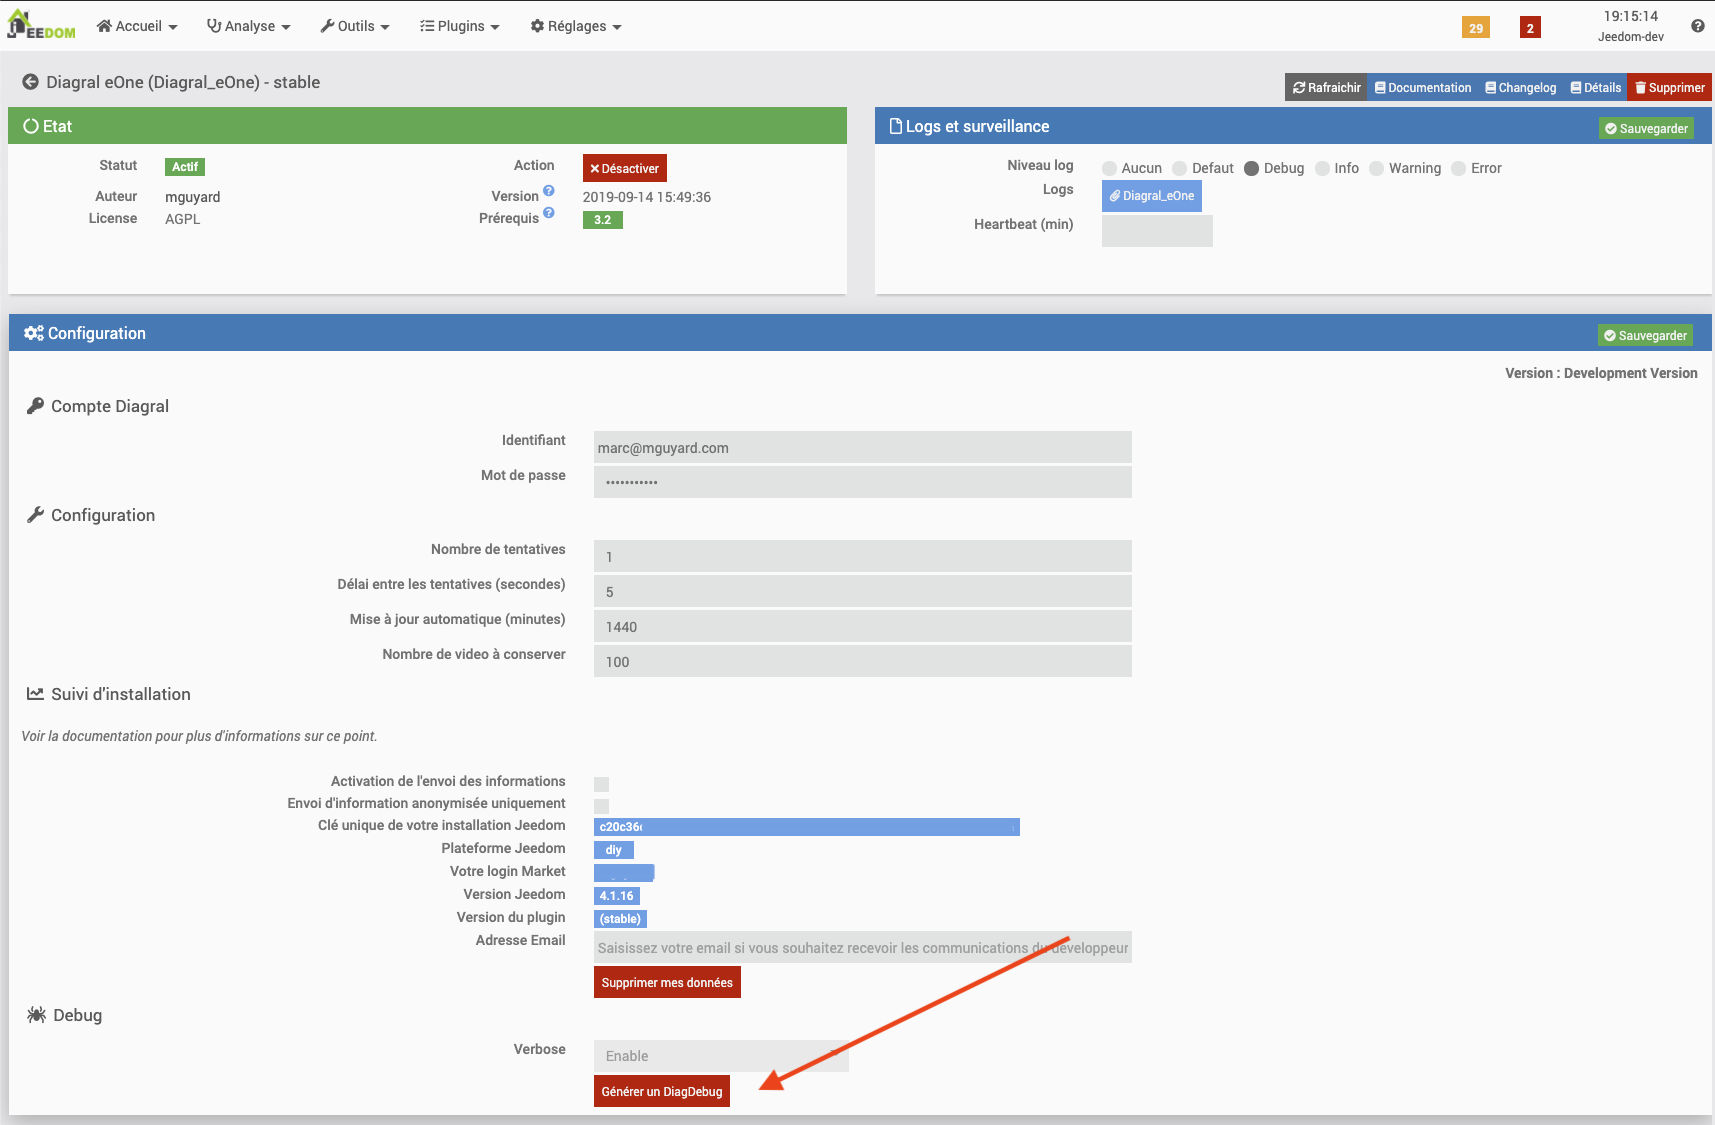 JEEDOM Accueil Analyse Outils Plugins Réglages 29 2 19:15:14
Jeedom-dev
Diagral eOne (Diagral_eOne) - stable
Rafraichir Documentation Changelog Détails Supprimer
Etat
Statut Actif Action Désactiver
Auteur mguyard Version 2019-09-14 15:49:36
License AGPL Prérequis 3.2
Logs et surveillance Sauvegarder
Niveau log Aucun Defaut Debug Info Warning Error
Logs Diagral_eOne
Heartbeat (min)
Configuration Sauvegarder
Version : Development Version
Compte Diagral
Identifiant marc@mguyard.com
Mot de passe •••••••••••
Configuration
Nombre de tentatives 1
Délai entre les tentatives (secondes) 5
Mise à jour automatique (minutes) 1440
Nombre de video à conserver 100
Suivi d'installation
Voir la documentation pour plus d'informations sur ce point.
Activation de l'envoi des informations
Envoi d'information anonymisée uniquement
Clé unique de votre installation Jeedom c20c36
Plateforme Jeedom diy
Votre login Market
Version Jeedom 4.1.16
Version du plugin (stable)
Adresse Email Saisissez votre email si vous souhaitez recevoir les communications du developpeur
Supprimer mes données
Debug
Verbose Enable
Générer un DiagDebug